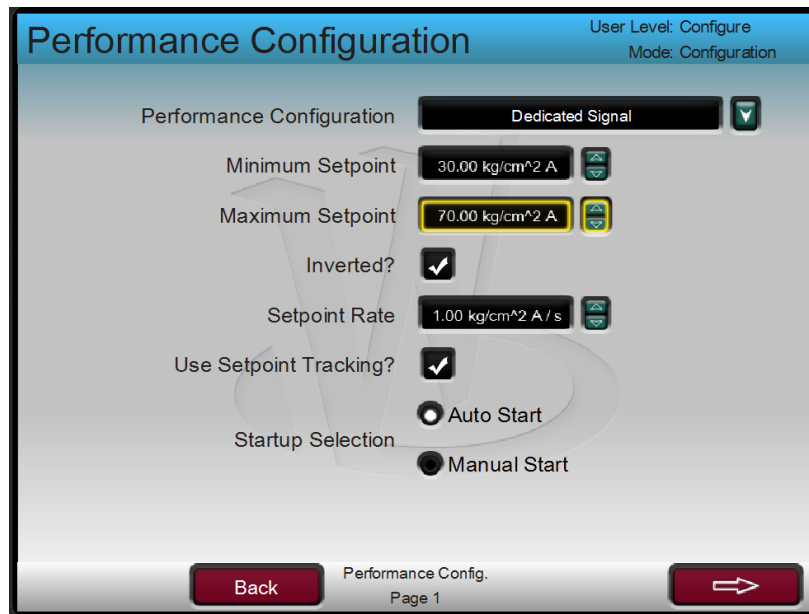 Performance Configuration
User Level: Configure
Mode: Configuration
Performance Configuration
Dedicated Signal
Minimum Setpoint
30.00 kg/cm^2 A
Maximum Setpoint
70.00 kg/cm^2 A
Inverted?
Setpoint Rate
1.00 kg/cm^2 A / s
Use Setpoint Tracking?
Startup Selection
Auto Start
Manual Start
Back
Performance Config.
Page 1